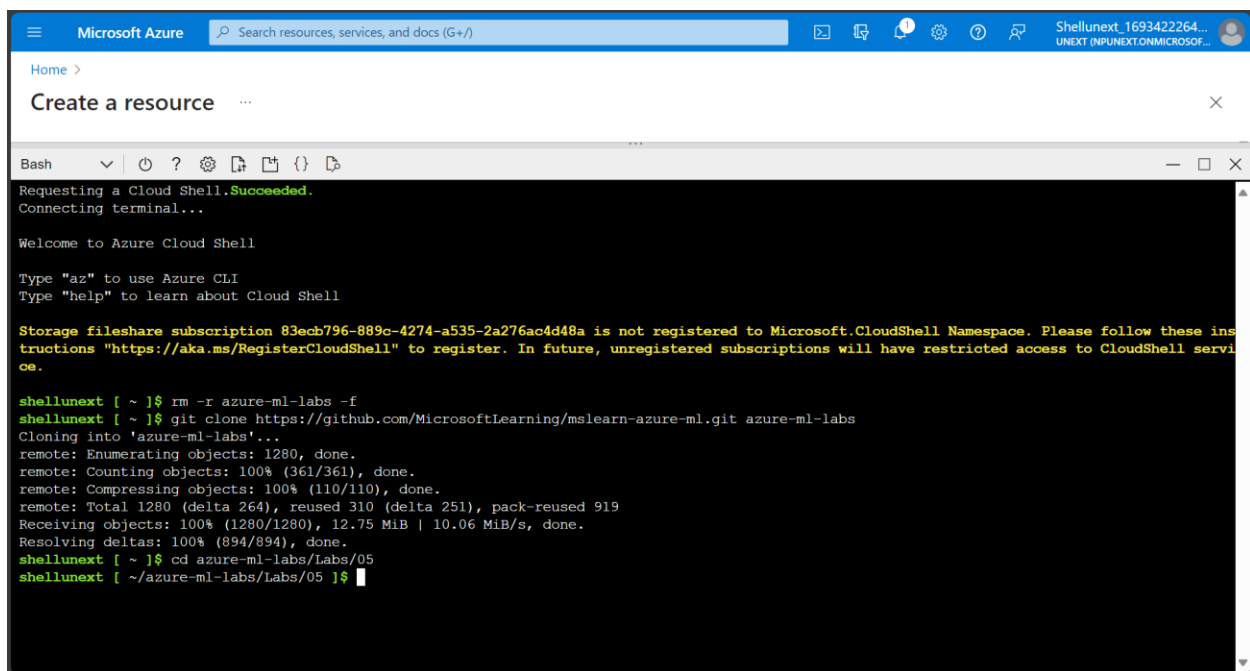 Microsoft Azure
Search resources, services, and docs (G+/)
1
Shellunext_1693422264...
UNEXT (NPUNEXT.ONMICROSOF...
Home >
Create a resource ...
Bash
Requesting a Cloud Shell.Succeeded.
Connecting terminal...
Welcome to Azure Cloud Shell
Type "az" to use Azure CLI
Type "help" to learn about Cloud Shell
Storage fileshare subscription 83ecb796-889c-4274-a535-2a276ac4d48a is not registered to Microsoft.CloudShell Namespace. Please follow these ins
tructions "https://aka.ms/RegisterCloudShell" to register. In future, unregistered subscriptions will have restricted access to CloudShell servi
ce.
shellunext [ ~ ]$ rm -r azure-ml-labs -f
shellunext [ ~ ]$ git clone https://github.com/MicrosoftLearning/mslearn-azure-ml.git azure-ml-labs
Cloning into 'azure-ml-labs'...
remote: Enumerating objects: 1280, done.
remote: Counting objects: 100% (361/361), done.
remote: Compressing objects: 100% (110/110), done.
remote: Total 1280 (delta 264), reused 310 (delta 251), pack-reused 919
Receiving objects: 100% (1280/1280), 12.75 MiB | 10.06 MiB/s, done.
Resolving deltas: 100% (894/894), done.
shellunext [ ~ ]$ cd azure-ml-labs/Labs/05
shellunext [ ~/azure-ml-labs/Labs/05 ]$